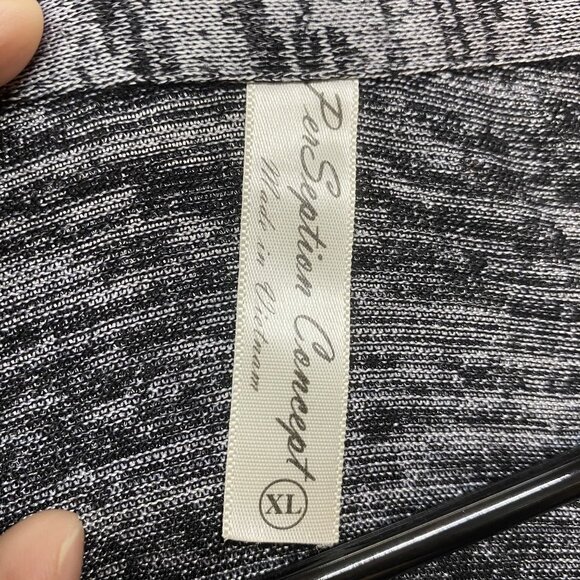 PerSeption Concept
Made in Vietnam
XL